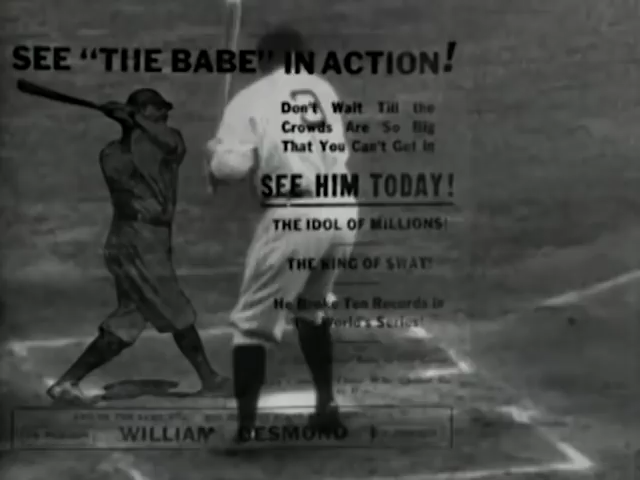 SEE "THE BABE" IN ACTION!
Don't Wait Till the
Crowds Are So Big
That You Can't Get In
SEE HIM TODAY!
THE IDOL OF MILLIONS!
THE KING OF SWAT!
He Broke Ten Records in
The World's Series!
WILLIAM DESMOND
3